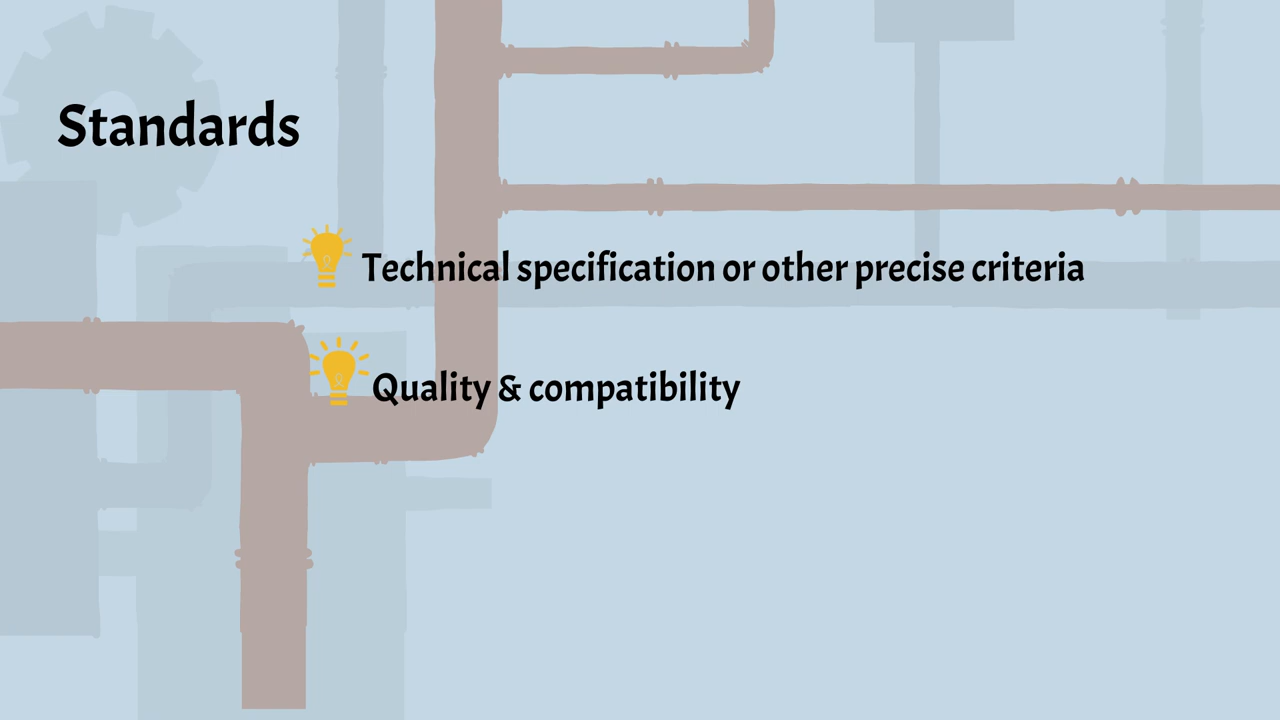 Standards
Technical specification or other precise criteria
Quality & compatibility